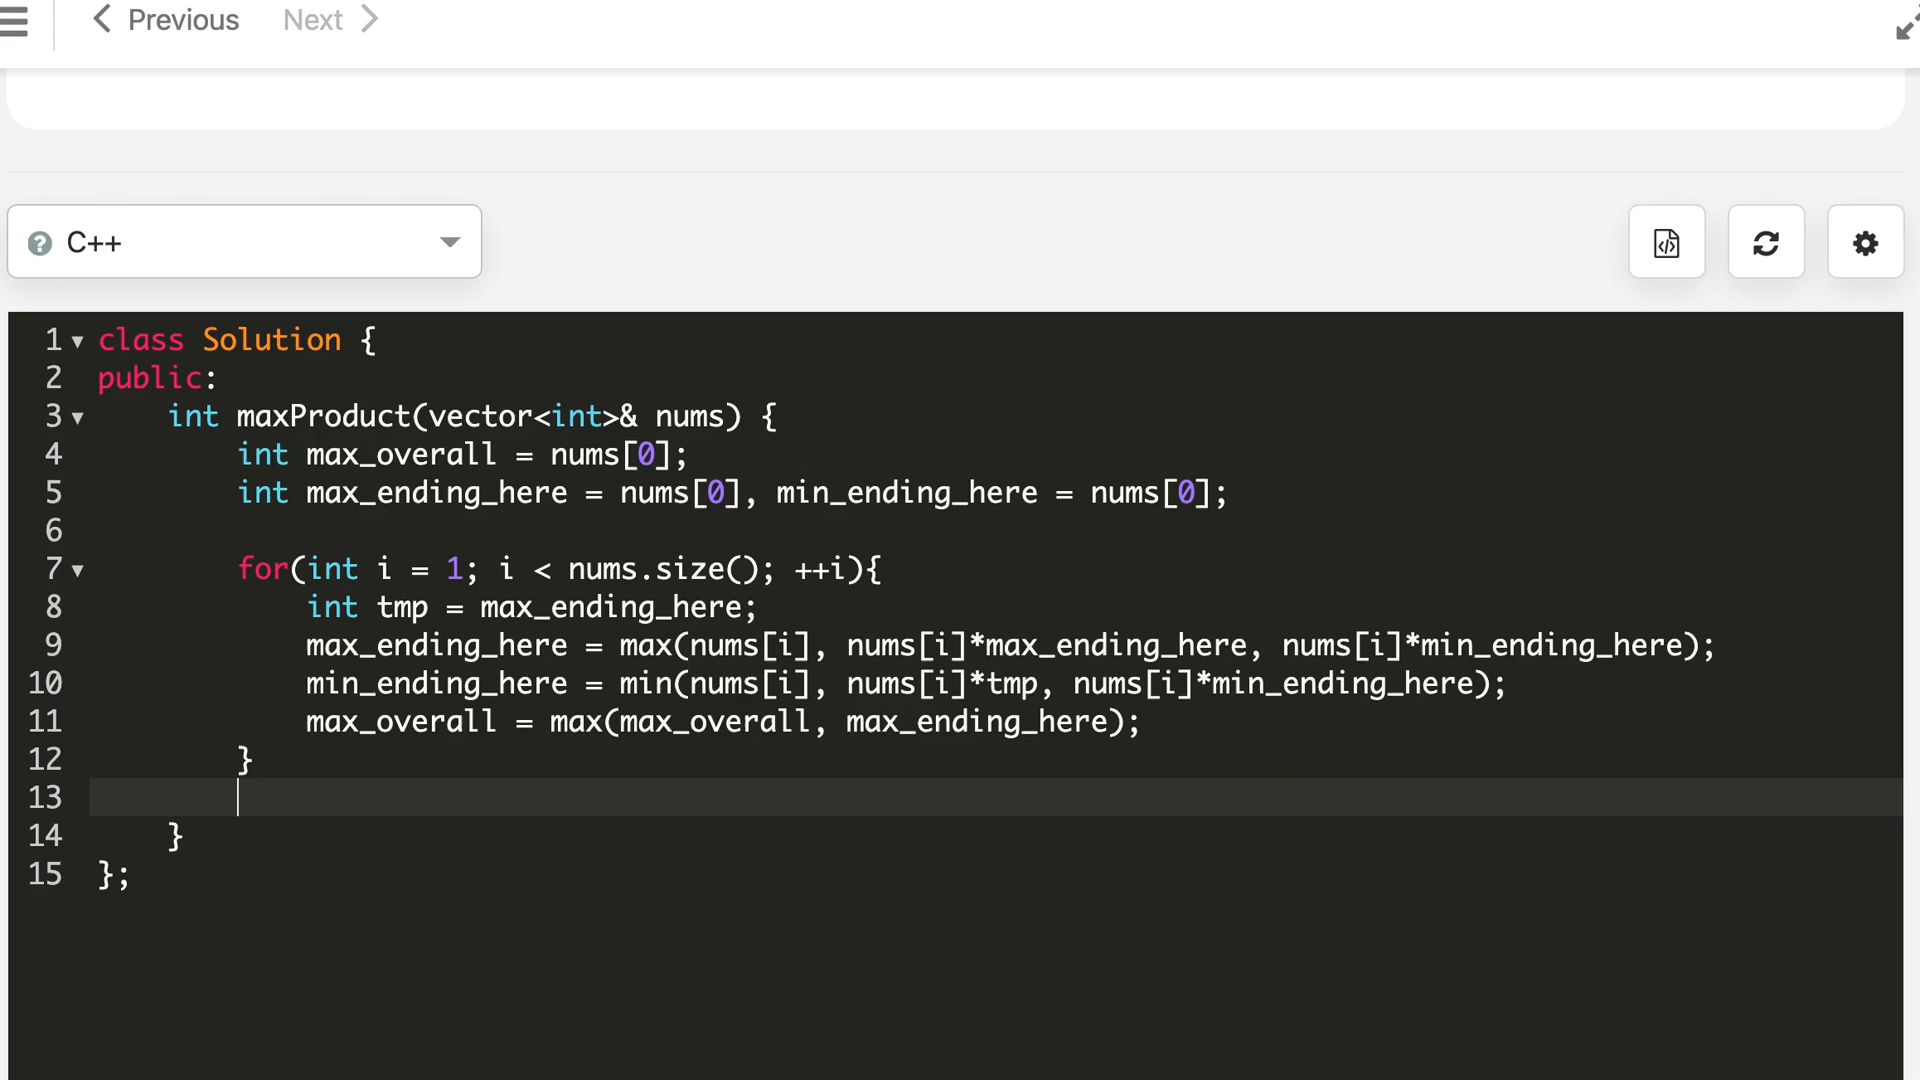 Previous Next
C++
1 class Solution {
2 public:
3     int maxProduct(vector<int>& nums) {
4         int max_overall = nums[0];
5         int max_ending_here = nums[0], min_ending_here = nums[0];
6
7         for(int i = 1; i < nums.size(); ++i){
8             int tmp = max_ending_here;
9             max_ending_here = max(nums[i], nums[i]*max_ending_here, nums[i]*min_ending_here);
10             min_ending_here = min(nums[i], nums[i]*tmp, nums[i]*min_ending_here);
11             max_overall = max(max_overall, max_ending_here);
12         }
13
14     }
15 };